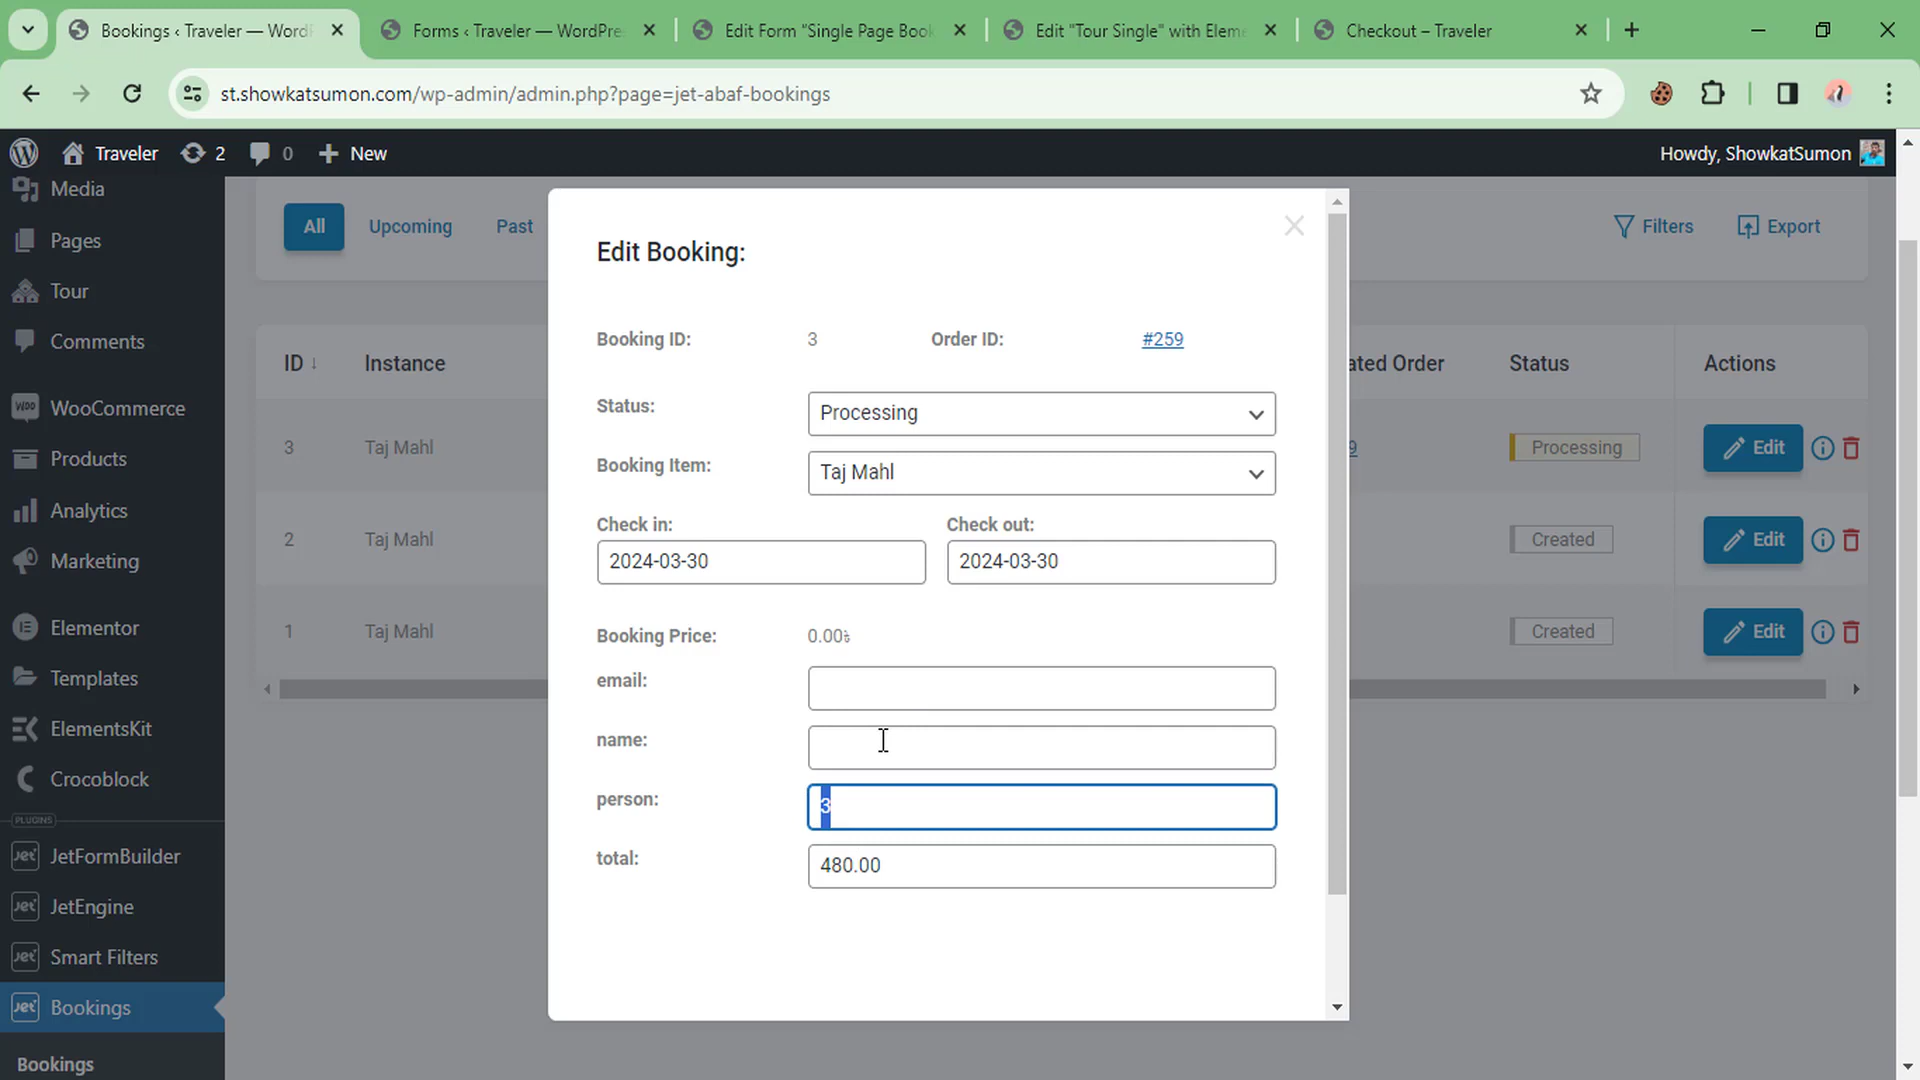 Bookings ‹ Traveler — Word
Forms ‹ Traveler — WordPre
Edit Form "Single Page Book
Edit "Tour Single" with Eleme
Checkout – Traveler
st.showkatsumon.com/wp-admin/admin.php?page=jet-abaf-bookings
Traveler
2
0
New
Howdy, ShowkatSumon
Media
Pages
Tour
Comments
WooCommerce
Products
Analytics
Marketing
Elementor
Templates
ElementsKit
Crocoblock
PLUGINS
JetFormBuilder
JetEngine
Smart Filters
Bookings
Bookings
All
Upcoming
Past
Filters
Export
ID ↓
Instance
ated Order
Status
Actions
3
Taj Mahl
9
Processing
Edit
2
Taj Mahl
Created
Edit
1
Taj Mahl
Created
Edit
Edit Booking:
Booking ID:
3
Order ID:
#259
Status:
Processing
Booking Item:
Taj Mahl
Check in:
Check out:
2024-03-30
2024-03-30
Booking Price:
0.00৳
email:
name:
person:
3
total:
480.00